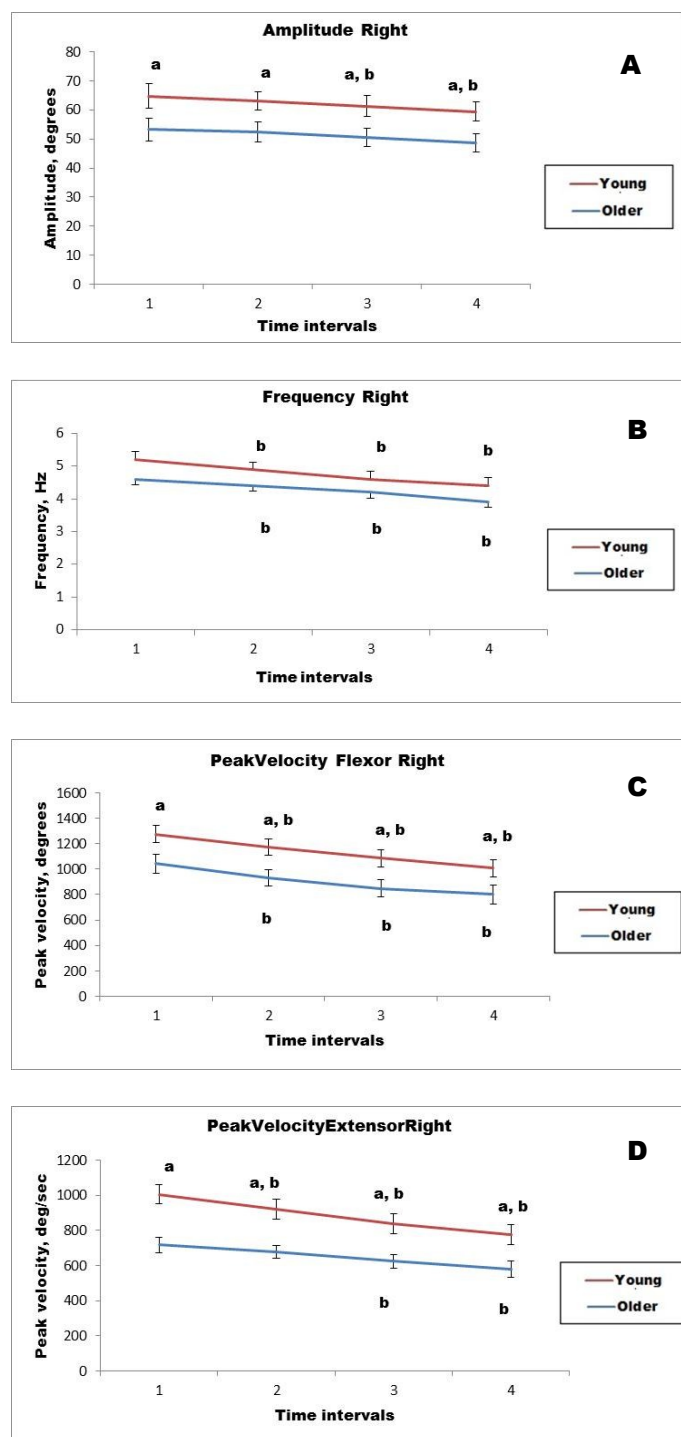 Amplitude Right
A
80
70
60
50
40
30
20
10
0
Amplitude, degrees
a
a
a, b
a, b
1 2 3 4
Time intervals
Young
Older
Frequency Right
B
6
5
4
3
2
1
0
Frequency, Hz
b
b
b
b
b
b
1 2 3 4
Time intervals
Young
Older
PeakVelocity Flexor Right
C
1600
1400
1200
1000
800
600
400
200
0
Peak velocity, degrees
a
a, b
a, b
a, b
b
b
b
1 2 3 4
Time intervals
Young
Older
PeakVelocityExtensorRight
D
1200
1000
800
600
400
200
0
Peak velocity, deg/sec
a
a, b
a, b
a, b
b
b
1 2 3 4
Time intervals
Young
Older